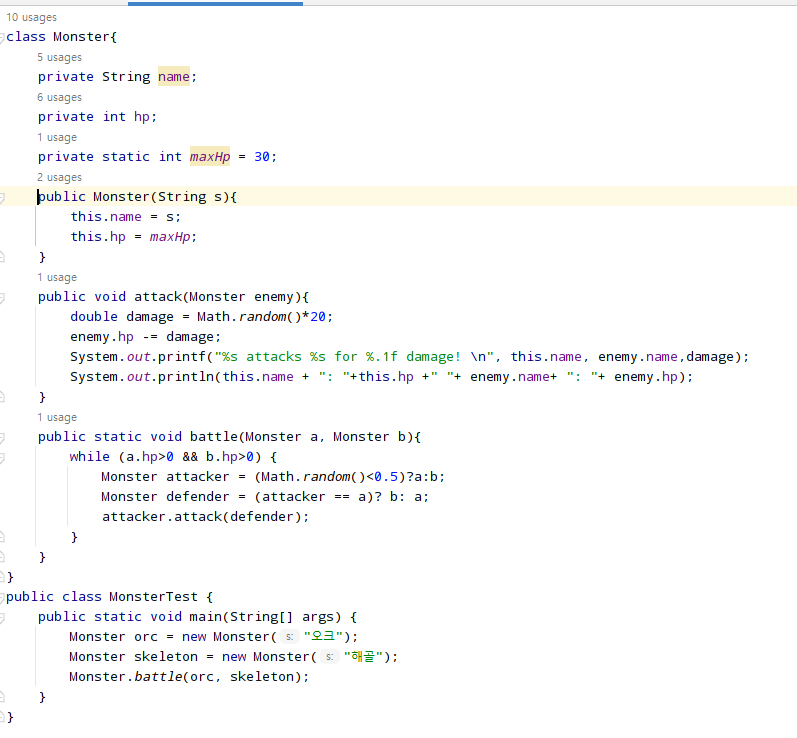 10 usages
class Monster{
5 usages
private String name;
6 usages
private int hp;
1 usage
private static int maxHp = 30;
2 usages
public Monster(String s){
this.name = s;
this.hp = maxHp;
}
1 usage
public void attack(Monster enemy){
double damage = Math.random()*20;
enemy.hp -= damage;
System.out.printf("%s attacks %s for %.1f damage! \n", this.name, enemy.name,damage);
System.out.println(this.name + ": "+this.hp +" "+ enemy.name+ ": "+ enemy.hp);
}
1 usage
public static void battle(Monster a, Monster b){
while (a.hp>0 && b.hp>0) {
Monster attacker = (Math.random()<0.5)?a:b;
Monster defender = (attacker == a)? b: a;
attacker.attack(defender);
}
}
}
public class MonsterTest {
public static void main(String[] args) {
Monster orc = new Monster( s: "오크");
Monster skeleton = new Monster( s: "해골");
Monster.battle(orc, skeleton);
}
}